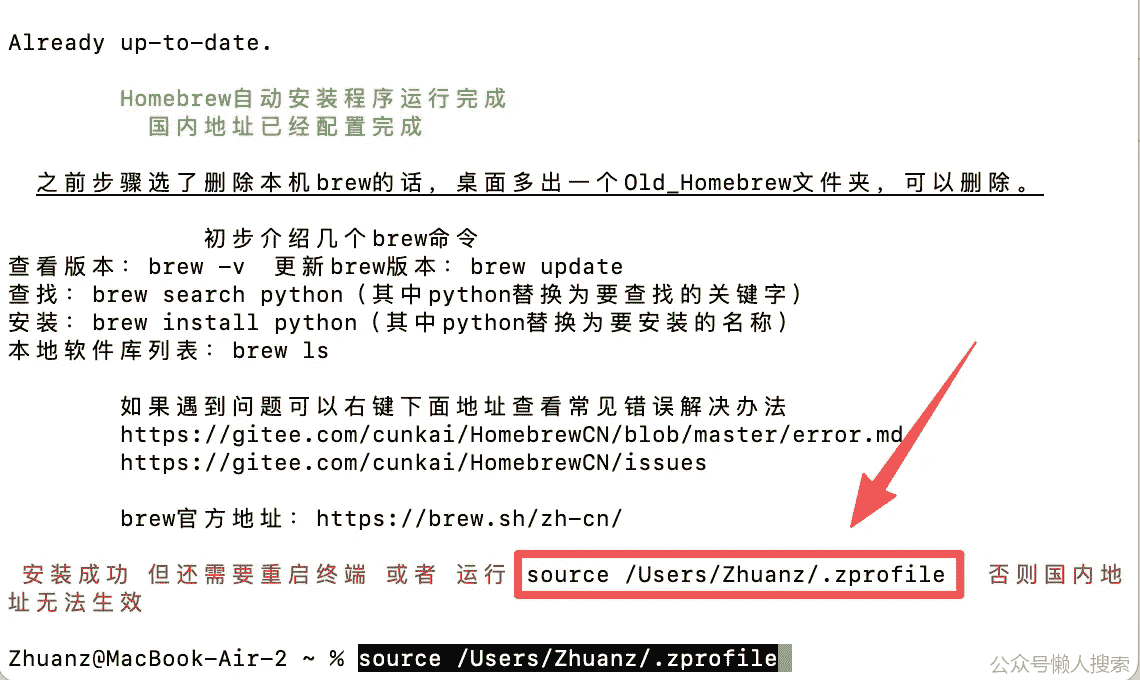 Already up-to-date.
Homebrew自动安装程序运行完成
国内地址已经配置完成
之前步骤选了删除本机brew的话，桌面多出一个Old_Homebrew文件夹，可以删除。
初步介绍几个brew命令
查看版本：brew -v  更新brew版本：brew update
查找：brew search python（其中python替换为要查找的关键字）
安装：brew install python（其中python替换为要安装的名称）
本地软件库列表：brew ls
如果遇到问题可以右键下面地址查看常见错误解决办法
https://gitee.com/cunkai/HomebrewCN/blob/master/error.md
https://gitee.com/cunkai/HomebrewCN/issues
brew官方地址：https://brew.sh/zh-cn/
安装成功 但还需要重启终端 或者 运行 source /Users/Zhuanz/.zprofile 否则国内地
址无法生效
Zhuanz@MacBook-Air-2 ~ % source /Users/Zhuanz/.zprofile
公众号懒人搜索